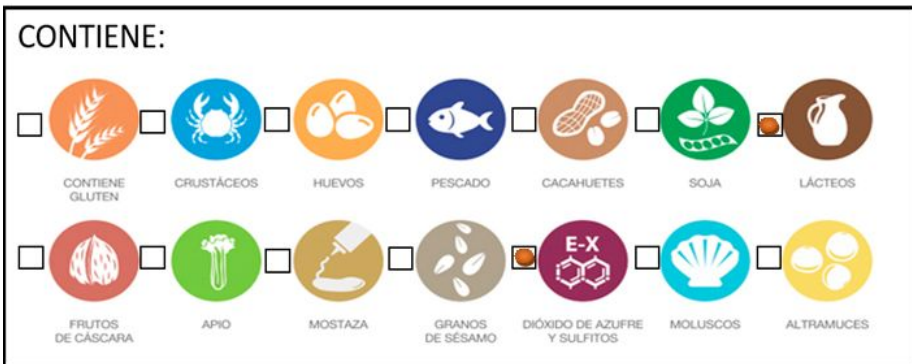 CONTIENE:
CONTIENE
GLUTEN
CRUSTÁCEOS
HUEVOS
PESCADO
CACAHUETES
SOJA
LÁCTEOS
E-X
FRUTOS
DE CÁSCARA
APIO
MOSTAZA
GRANOS
DE SÉSAMO
DIÓXIDO DE AZUFRE
Y SULFITOS
MOLUSCOS
ALTRAMUCES